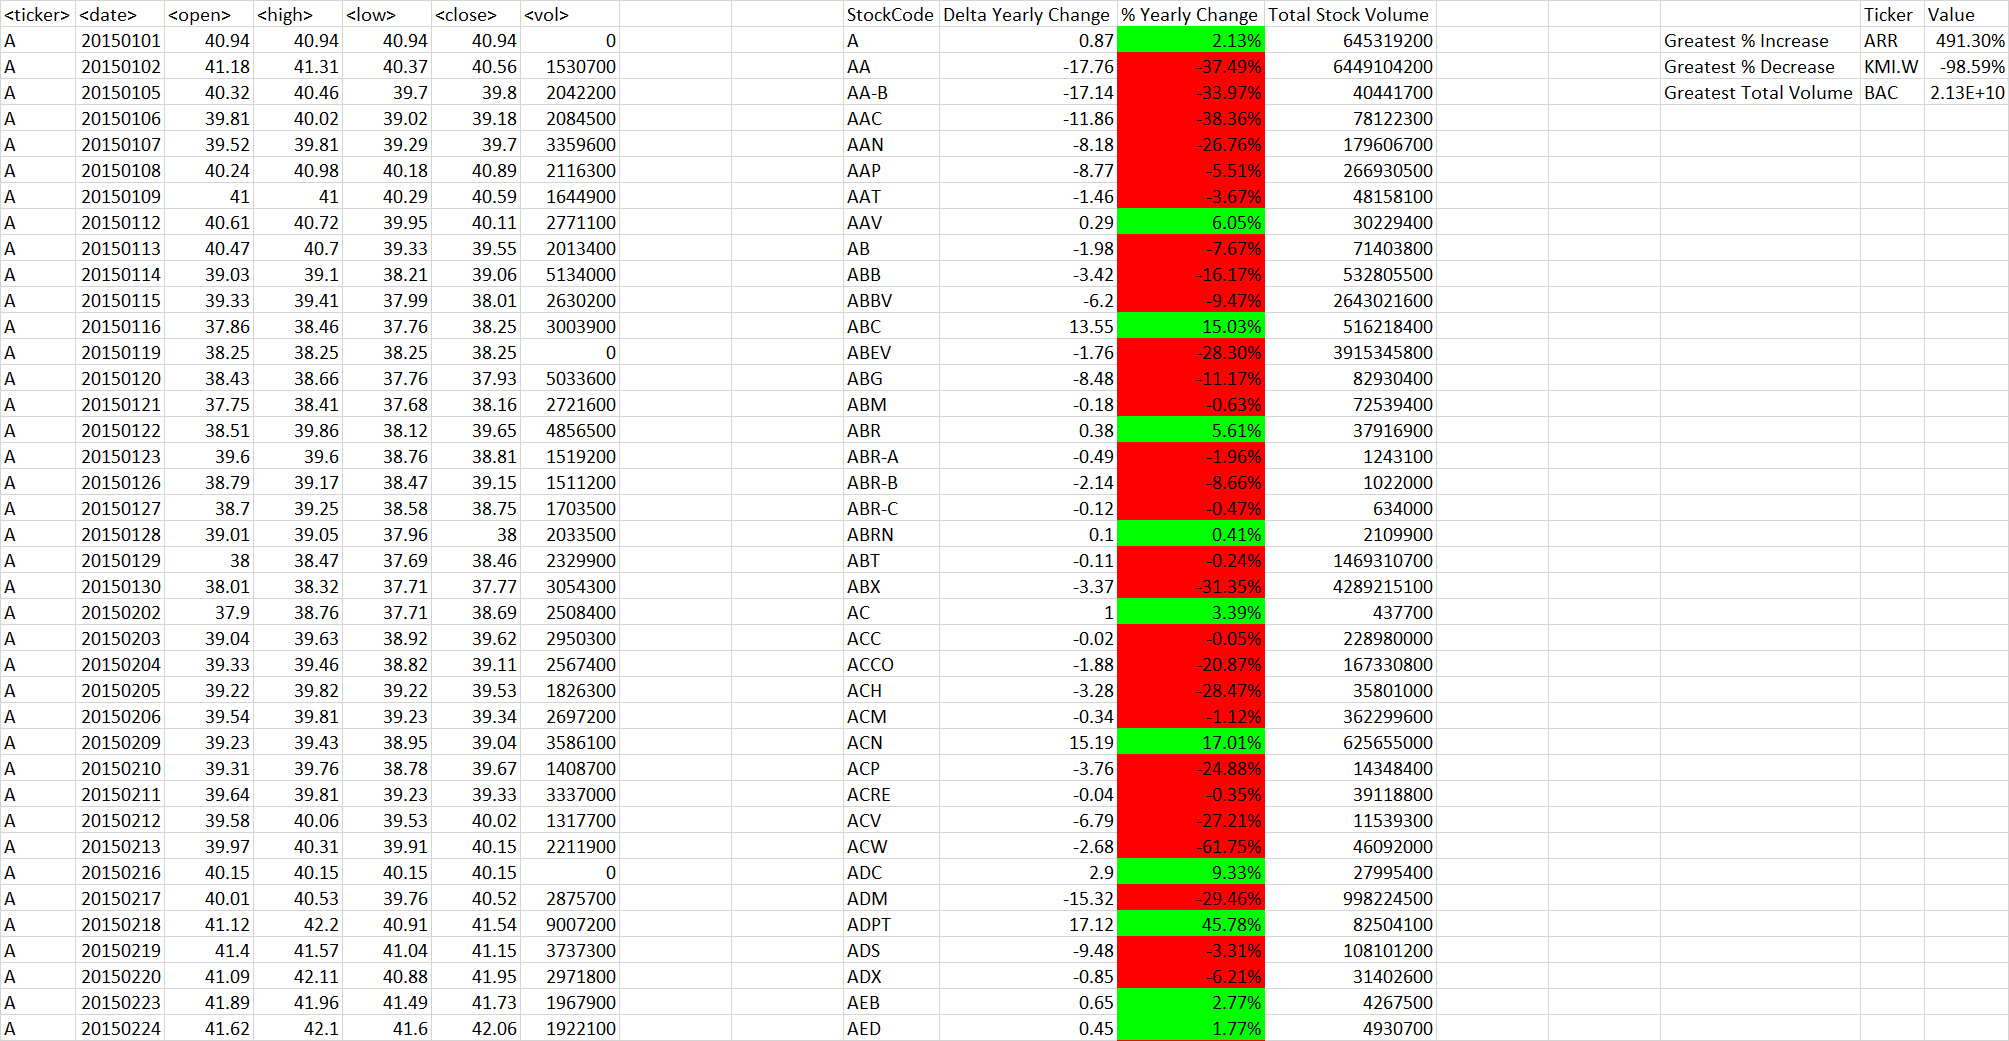 <ticker> <date> <open> <high> <low> <close> <vol> StockCode Delta Yearly Change % Yearly Change Total Stock Volume Ticker Value
A 20150101 40.94 40.94 40.94 40.94 0 A 0.87 2.13% 645319200 Greatest % Increase ARR 491.30%
A 20150102 41.18 41.31 40.37 40.56 1530700 AA -17.76 -37.49% 6449104200 Greatest % Decrease KMI.W -98.59%
A 20150105 40.32 40.46 39.7 39.8 2042200 AA-B -17.14 -33.97% 40441700 Greatest Total Volume BAC 2.13E+10
A 20150106 39.81 40.02 39.02 39.18 2084500 AAC -11.86 -38.36% 78122300
A 20150107 39.52 39.81 39.29 39.7 3359600 AAN -8.18 -26.76% 179606700
A 20150108 40.24 40.98 40.18 40.89 2116300 AAP -8.77 -5.51% 266930500
A 20150109 41 41 40.29 40.59 1644900 AAT -1.46 -3.67% 48158100
A 20150112 40.61 40.72 39.95 40.11 2771100 AAV 0.29 6.05% 30229400
A 20150113 40.47 40.7 39.33 39.55 2013400 AB -1.98 -7.67% 71403800
A 20150114 39.03 39.1 38.21 39.06 5134000 ABB -3.42 -16.17% 532805500
A 20150115 39.33 39.41 37.99 38.01 2630200 ABBV -6.2 -9.47% 2643021600
A 20150116 37.86 38.46 37.76 38.25 3003900 ABC 13.55 15.03% 516218400
A 20150119 38.25 38.25 38.25 38.25 0 ABEV -1.76 -28.30% 3915345800
A 20150120 38.43 38.66 37.76 37.93 5033600 ABG -8.48 -11.17% 82930400
A 20150121 37.75 38.41 37.68 38.16 2721600 ABM -0.18 -0.63% 72539400
A 20150122 38.51 39.86 38.12 39.65 4856500 ABR 0.38 5.61% 37916900
A 20150123 39.6 39.6 38.76 38.81 1519200 ABR-A -0.49 -1.96% 1243100
A 20150126 38.79 39.17 38.47 39.15 1511200 ABR-B -2.14 -8.66% 1022000
A 20150127 38.7 39.25 38.58 38.75 1703500 ABR-C -0.12 -0.47% 634000
A 20150128 39.01 39.05 37.96 38 2033500 ABRN 0.1 0.41% 2109900
A 20150129 38 38.47 37.69 38.46 2329900 ABT -0.11 -0.24% 1469310700
A 20150130 38.01 38.32 37.71 37.77 3054300 ABX -3.37 -31.35% 4289215100
A 20150202 37.9 38.76 37.71 38.69 2508400 AC 1 3.39% 437700
A 20150203 39.04 39.63 38.92 39.62 2950300 ACC -0.02 -0.05% 228980000
A 20150204 39.33 39.46 38.82 39.11 2567400 ACCO -1.88 -20.87% 167330800
A 20150205 39.22 39.82 39.22 39.53 1826300 ACH -3.28 -28.47% 35801000
A 20150206 39.54 39.81 39.23 39.34 2697200 ACM -0.34 -1.12% 362299600
A 20150209 39.23 39.43 38.95 39.04 3586100 ACN 15.19 17.01% 625655000
A 20150210 39.31 39.76 38.78 39.67 1408700 ACP -3.76 -24.88% 14348400
A 20150211 39.64 39.81 39.23 39.33 3337000 ACRE -0.04 -0.35% 39118800
A 20150212 39.58 40.06 39.53 40.02 1317700 ACV -6.79 -27.21% 11539300
A 20150213 39.97 40.31 39.91 40.15 2211900 ACW -2.68 -61.75% 46092000
A 20150216 40.15 40.15 40.15 40.15 0 ADC 2.9 9.33% 27995400
A 20150217 40.01 40.53 39.76 40.52 2875700 ADM -15.32 -29.46% 998224500
A 20150218 41.12 42.2 40.91 41.54 9007200 ADPT 17.12 45.78% 82504100
A 20150219 41.4 41.57 41.04 41.15 3737300 ADS -9.48 -3.31% 108101200
A 20150220 41.09 42.11 40.88 41.95 2971800 ADX -0.85 -6.21% 31402600
A 20150223 41.89 41.96 41.49 41.73 1967900 AEB 0.65 2.77% 4267500
A 20150224 41.62 42.1 41.6 42.06 1922100 AED 0.45 1.77% 4930700